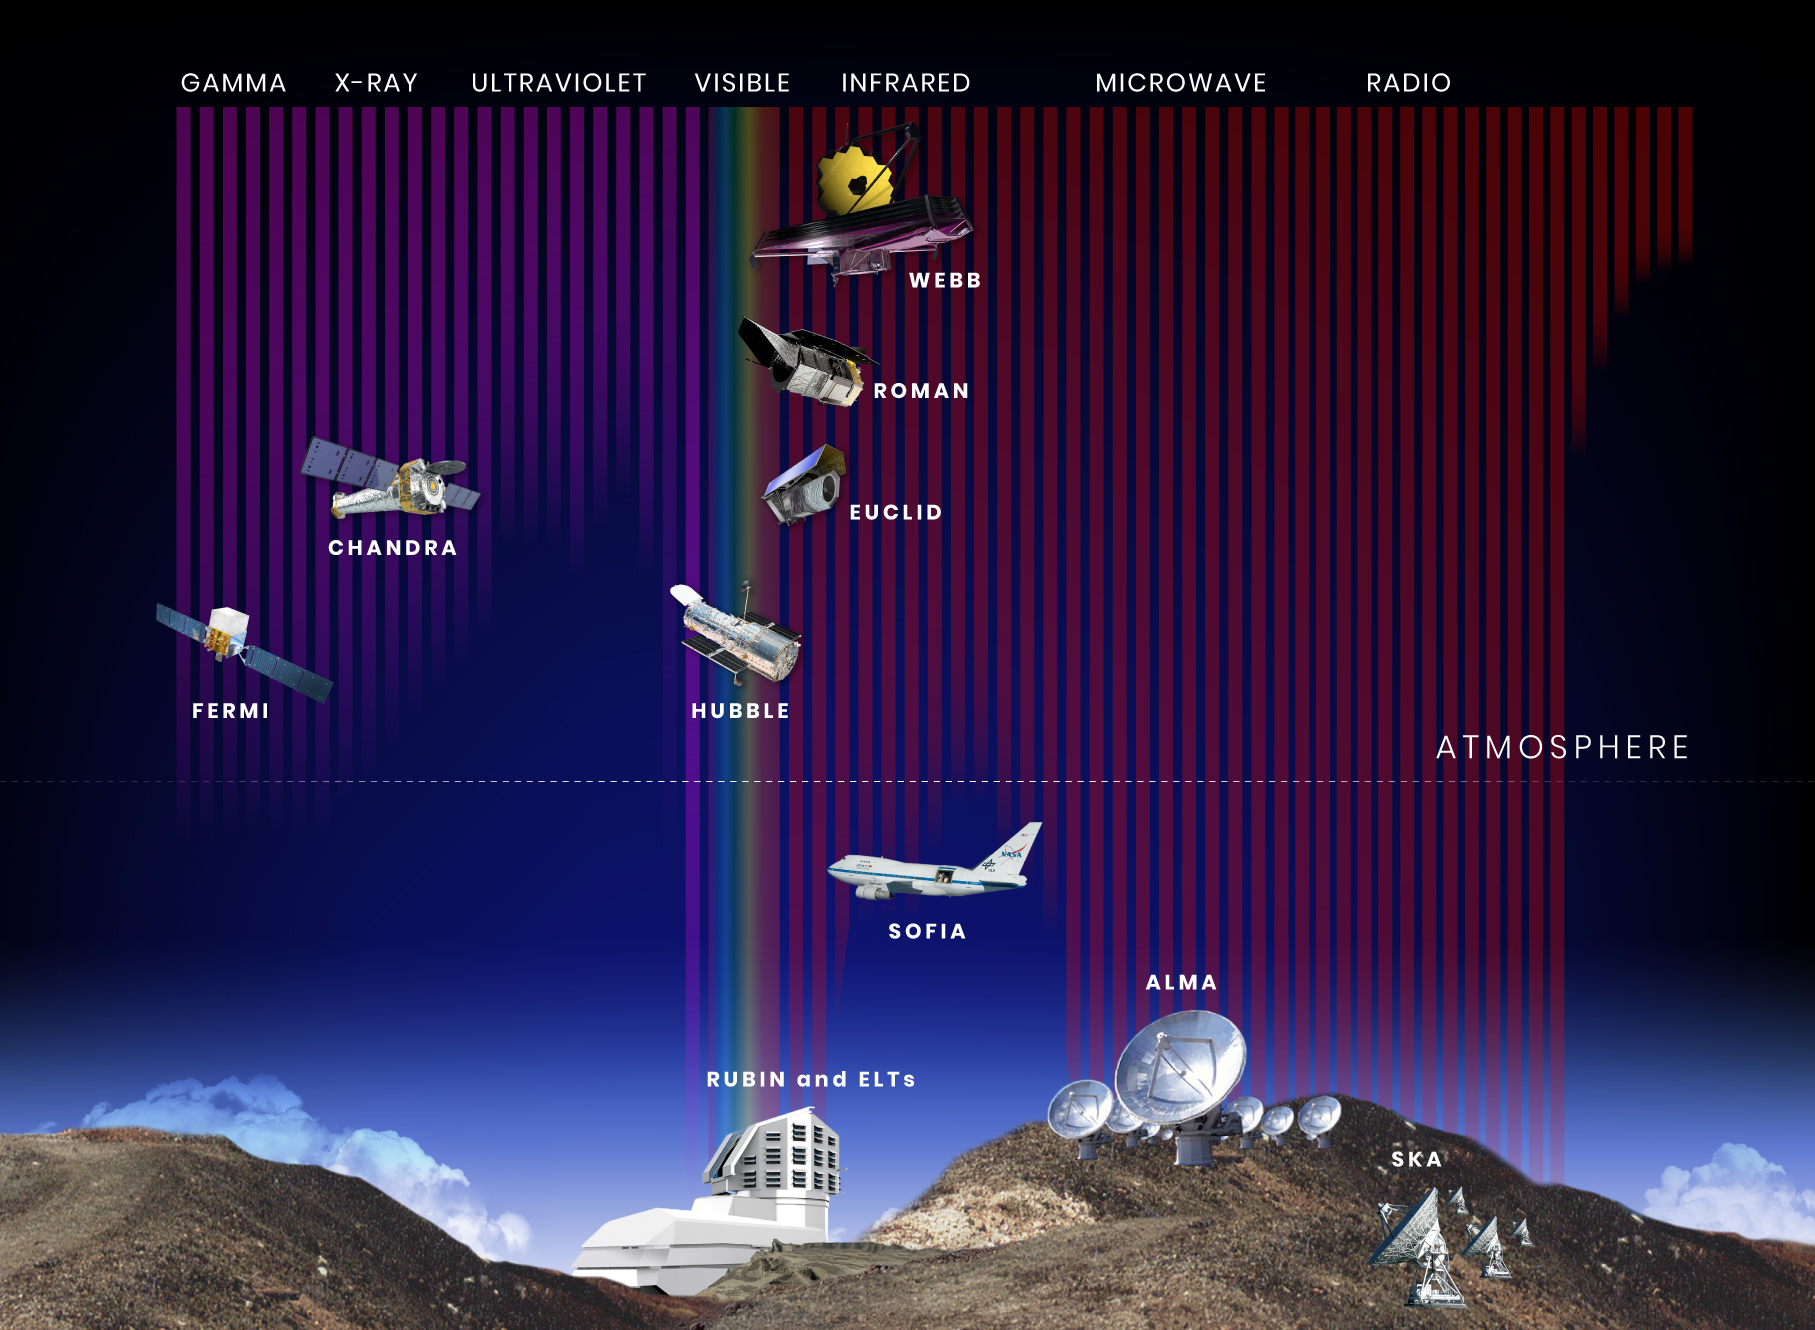 GAMMA
X-RAY
ULTRAVIOLET
VISIBLE
INFRARED
MICROWAVE
RADIO
WEBB
ROMAN
EUCLID
CHANDRA
FERMI
HUBBLE
ATMOSPHERE
NASA
SOFIA
ALMA
RUBIN and ELTs
SKA